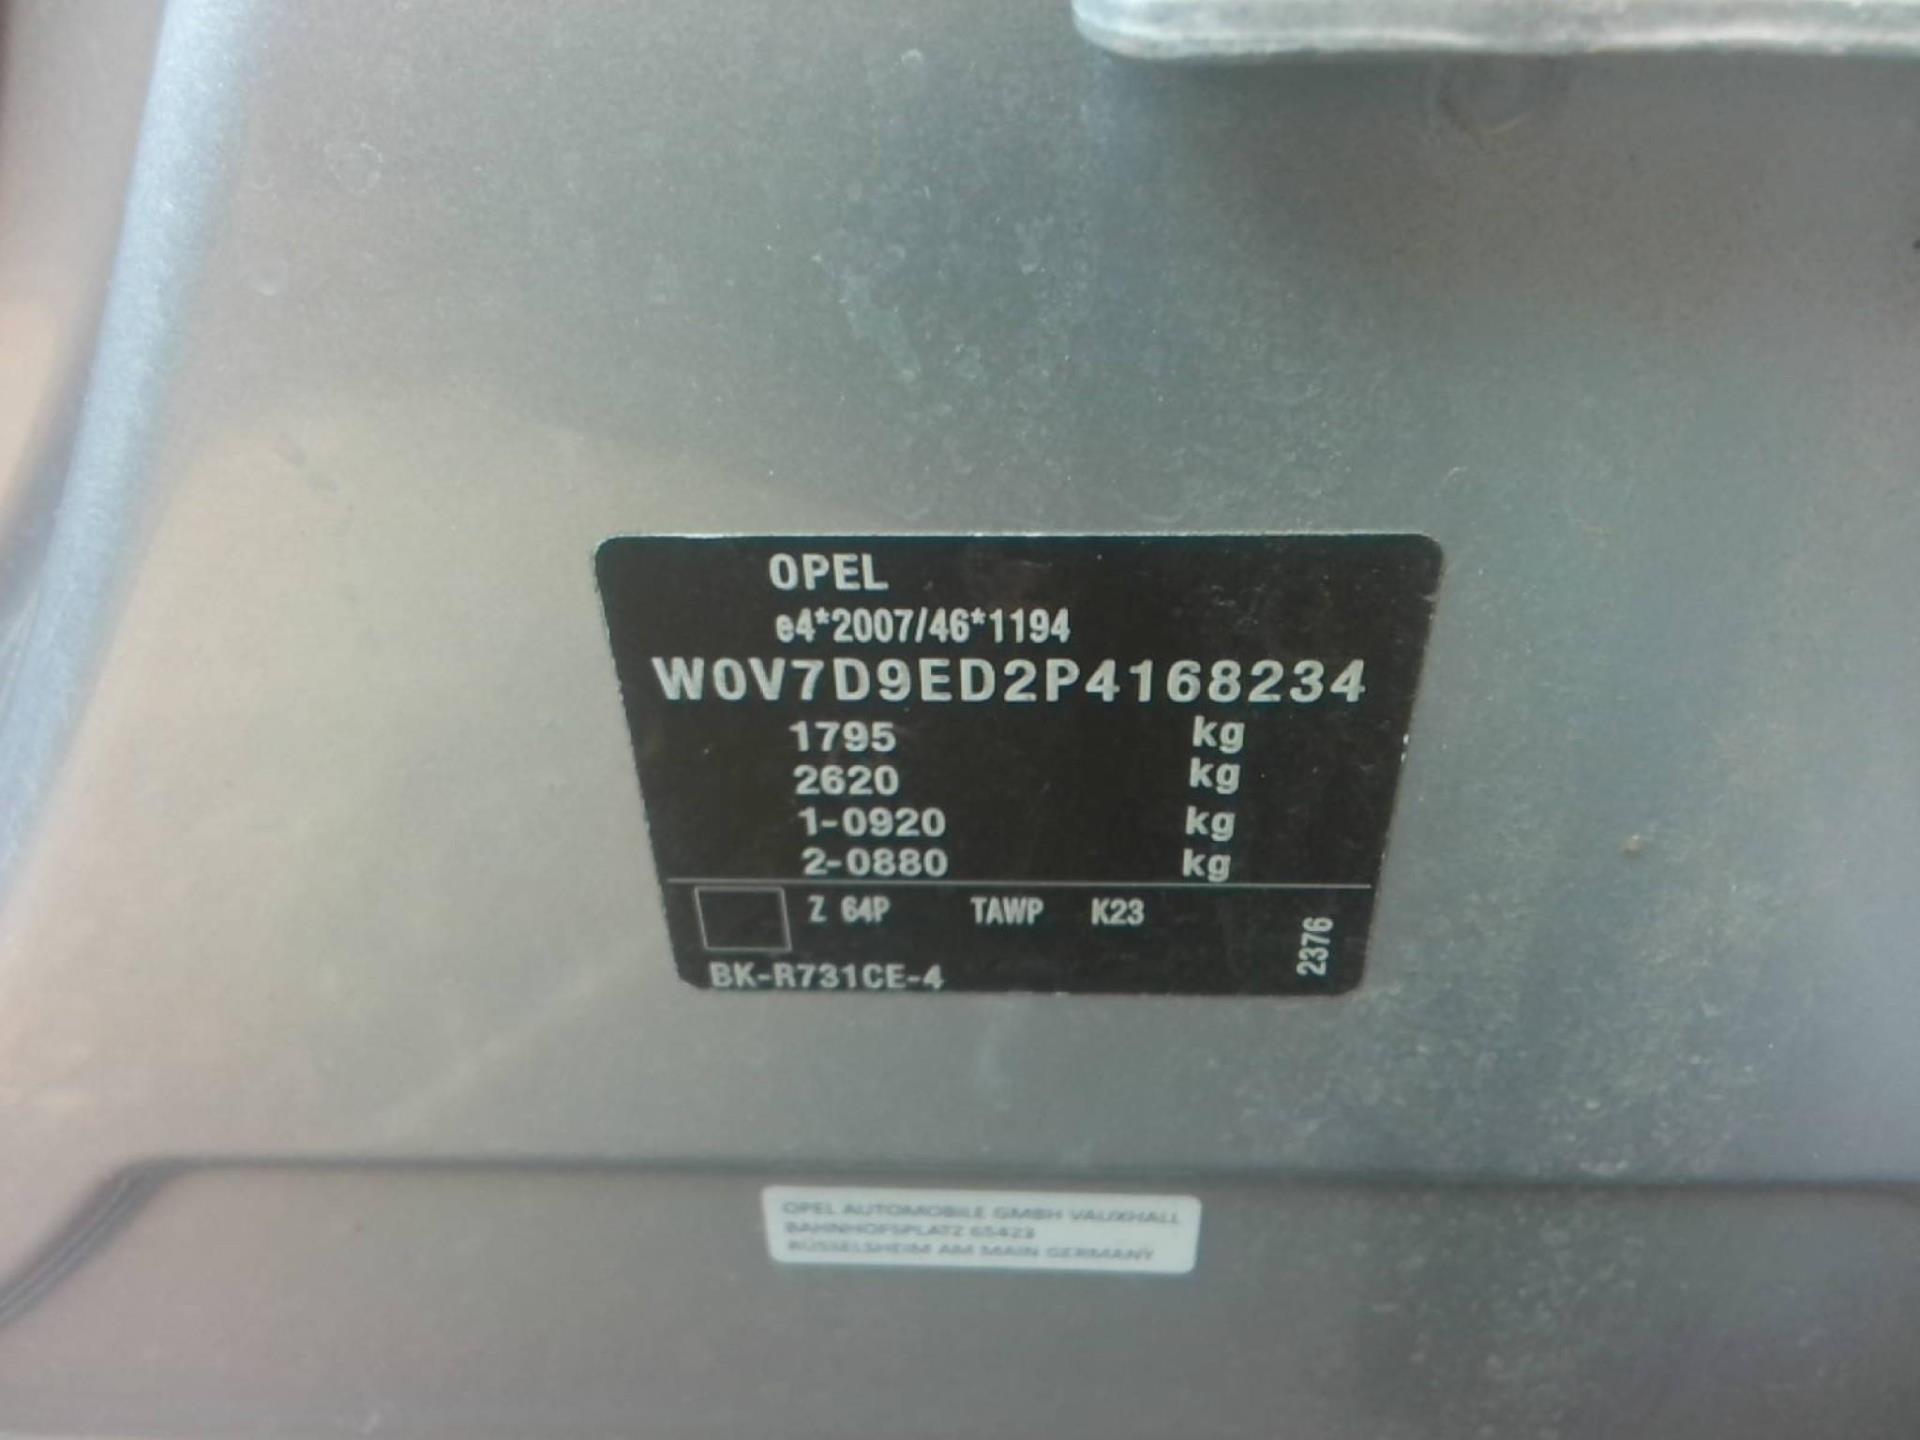 OPEL
e4*2007/46*1194
W0V7D9ED2P4168234
1795 kg
2620 kg
1-0920 kg
2-0880 kg
Z 64P TAWP K23
2376
BK-R731CE-4
OPEL AUTOMOBILE GMBH VAUXHALL
BAHNHOFSPLATZ 65423
RÜSSELSHEIM AM MAIN GERMANY